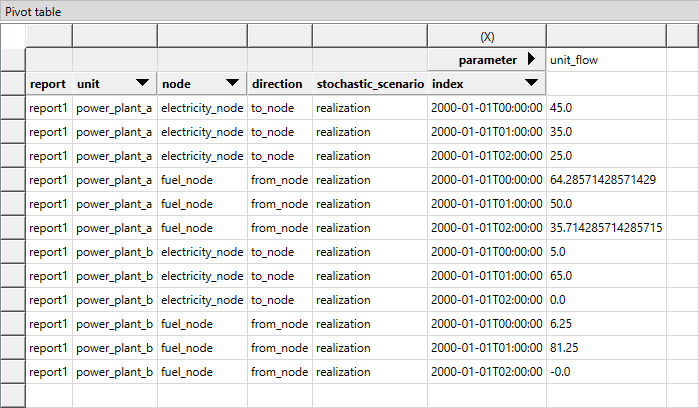 Pivot table
(X)
parameter unit_flow
report unit node direction stochastic_scenario index
report1 power_plant_a electricity_node to_node realization 2000-01-01T00:00:00 45.0
report1 power_plant_a electricity_node to_node realization 2000-01-01T01:00:00 35.0
report1 power_plant_a electricity_node to_node realization 2000-01-01T02:00:00 25.0
report1 power_plant_a fuel_node from_node realization 2000-01-01T00:00:00 64.28571428571429
report1 power_plant_a fuel_node from_node realization 2000-01-01T01:00:00 50.0
report1 power_plant_a fuel_node from_node realization 2000-01-01T02:00:00 35.714285714285715
report1 power_plant_b electricity_node to_node realization 2000-01-01T00:00:00 5.0
report1 power_plant_b electricity_node to_node realization 2000-01-01T01:00:00 65.0
report1 power_plant_b electricity_node to_node realization 2000-01-01T02:00:00 0.0
report1 power_plant_b fuel_node from_node realization 2000-01-01T00:00:00 6.25
report1 power_plant_b fuel_node from_node realization 2000-01-01T01:00:00 81.25
report1 power_plant_b fuel_node from_node realization 2000-01-01T02:00:00 -0.0